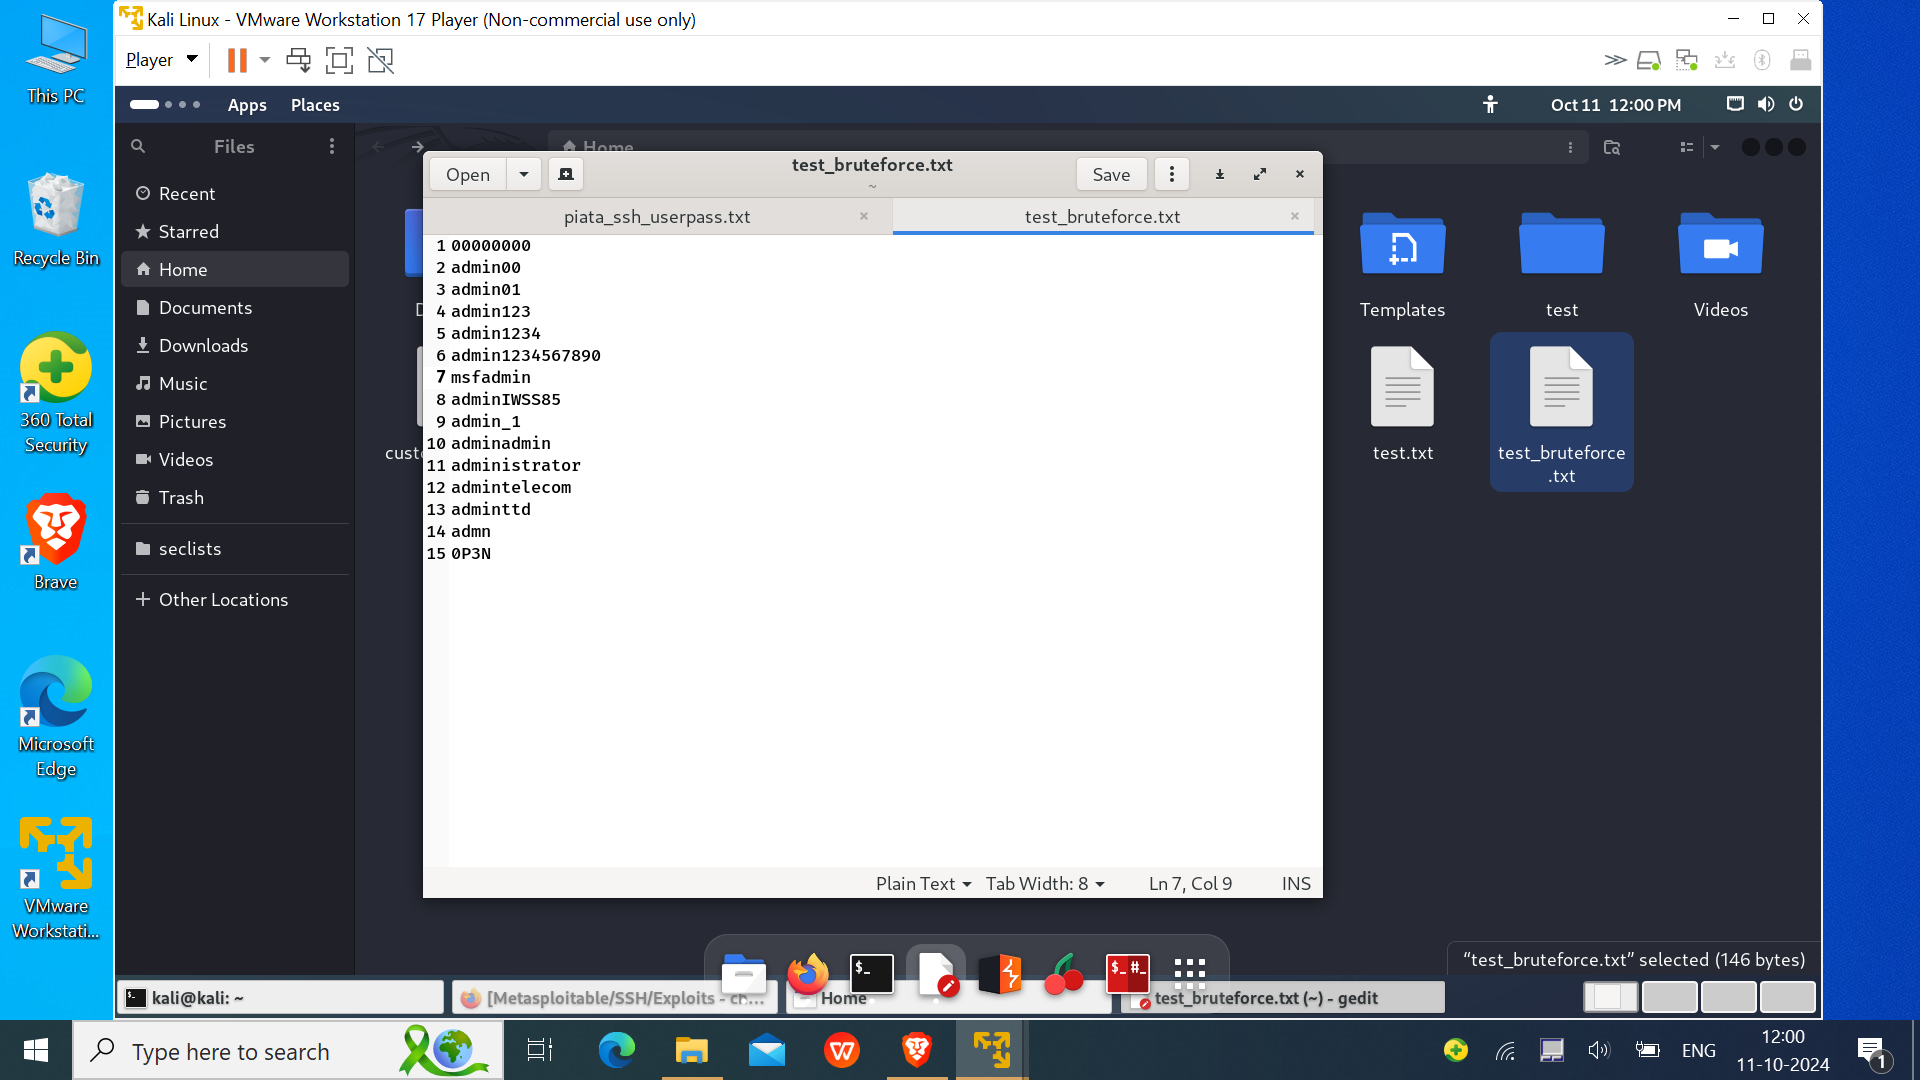 This PC
Recycle Bin
360 Total
Security
Brave
Microsoft
Edge
VMware
Workstati...
Kali Linux - VMware Workstation 17 Player (Non-commercial use only)
Player
Apps
Places
Oct 11 12:00 PM
Files
Home
Recent
Starred
Home
Documents
Downloads
Music
Pictures
Videos
Trash
seclists
Other Locations
Open
test_bruteforce.txt
~
Save
piata_ssh_userpass.txt
test_bruteforce.txt
1 00000000
2 admin00
3 admin01
4 admin123
5 admin1234
6 admin1234567890
7 msfadmin
8 adminIWSS85
9 admin_1
10 adminadmin
11 administrator
12 admintelecom
13 adminttd
14 admn
15 0P3N
Plain Text
Tab Width: 8
Ln 7, Col 9
INS
D
custo
Templates
test
Videos
test.txt
test_bruteforce
.txt
"test_bruteforce.txt" selected (146 bytes)
kali@kali: ~
[Metasploitable/SSH/Exploits - ch...
Home
test_bruteforce.txt (~) - gedit
Type here to search
ENG
12:00
11-10-2024
1